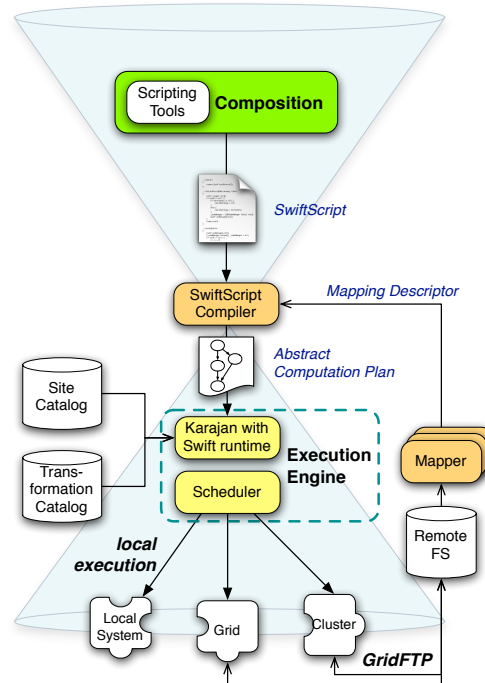 Scripting
Tools
Composition
SwiftScript
Mapping Descriptor
SwiftScript
Compiler
Abstract
Computation Plan
Site
Catalog
Karajan with
Swift runtime
Execution
Engine
Mapper
Trans-
formation
Catalog
Scheduler
Remote
FS
local
execution
Local
System
Grid
Cluster
GridFTP